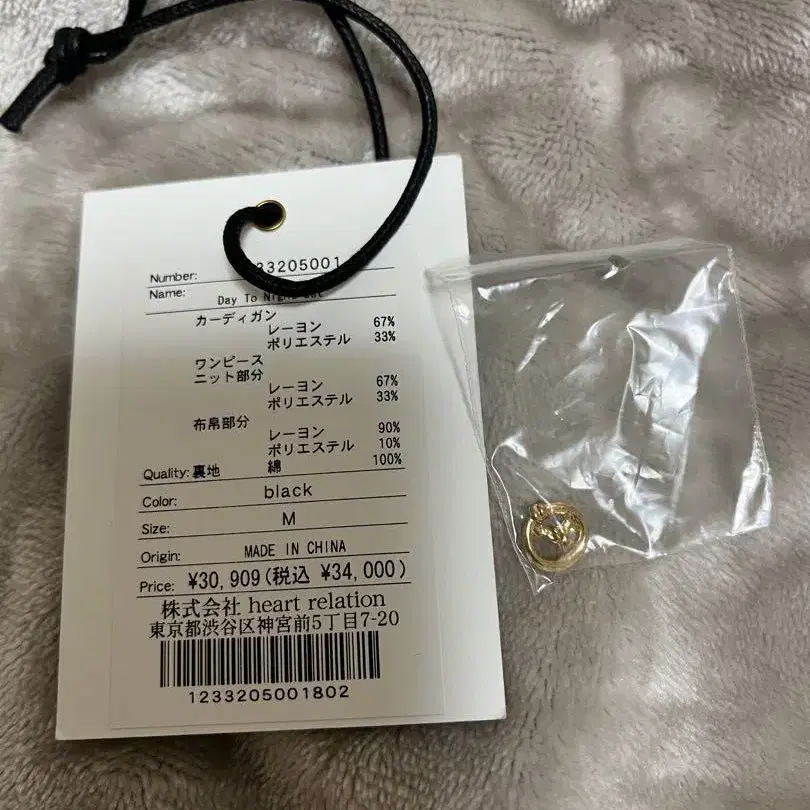 Number: 33205001
Name: Day To Night Set
カーディガン
レーヨン 67%
ポリエステル 33%
ワンピース
ニット部分
レーヨン 67%
ポリエステル 33%
布帛部分
レーヨン 90%
ポリエステル 10%
Quality: 裏地 綿 100%
Color: black
Size: M
Origin: MADE IN CHINA
Price: ¥30,909(税込 ¥34,000)
株式会社 heart relation
東京都渋谷区神宮前5丁目7-20
1233205001802